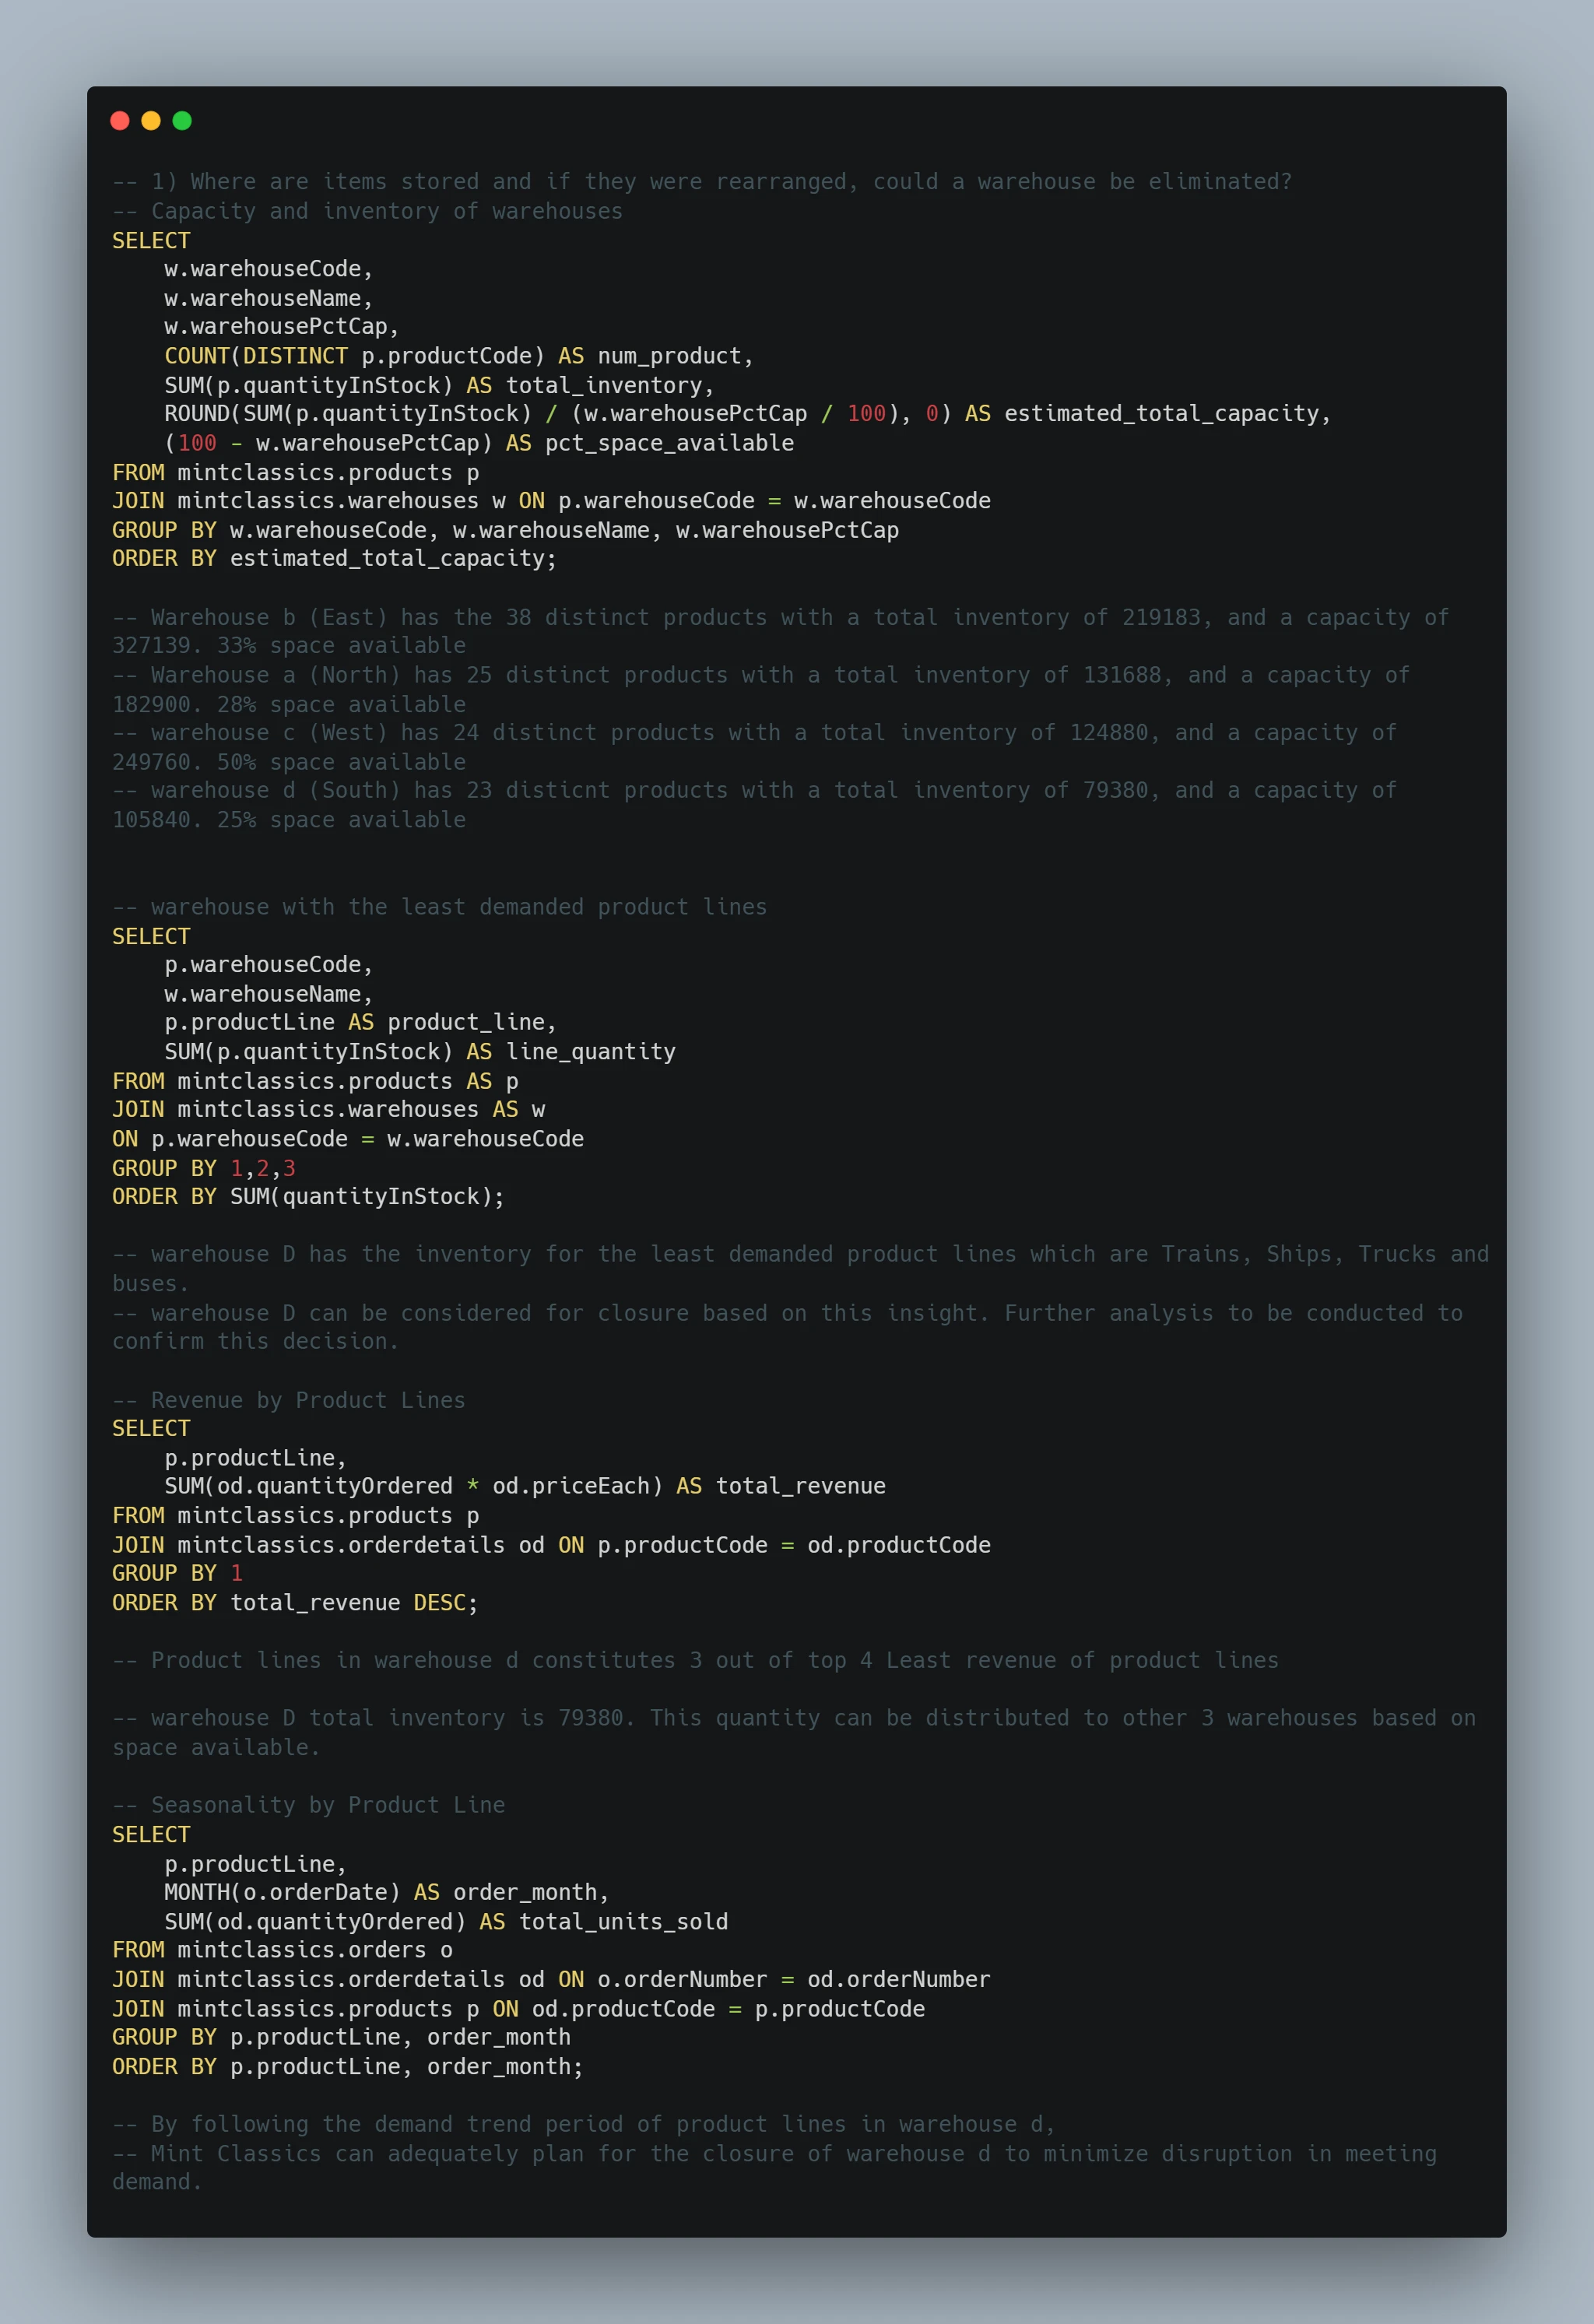 -- 1) Where are items stored and if they were rearranged, could a warehouse be eliminated?
-- Capacity and inventory of warehouses
SELECT
    w.warehouseCode,
    w.warehouseName,
    w.warehousePctCap,
    COUNT(DISTINCT p.productCode) AS num_product,
    SUM(p.quantityInStock) AS total_inventory,
    ROUND(SUM(p.quantityInStock) / (w.warehousePctCap / 100), 0) AS estimated_total_capacity,
    (100 - w.warehousePctCap) AS pct_space_available
FROM mintclassics.products p
JOIN mintclassics.warehouses w ON p.warehouseCode = w.warehouseCode
GROUP BY w.warehouseCode, w.warehouseName, w.warehousePctCap
ORDER BY estimated_total_capacity;

-- Warehouse b (East) has the 38 distinct products with a total inventory of 219183, and a capacity of
327139. 33% space available
-- Warehouse a (North) has 25 distinct products with a total inventory of 131688, and a capacity of
182900. 28% space available
-- warehouse c (West) has 24 distinct products with a total inventory of 124880, and a capacity of
249760. 50% space available
-- warehouse d (South) has 23 disticnt products with a total inventory of 79380, and a capacity of
105840. 25% space available

-- warehouse with the least demanded product lines
SELECT
    p.warehouseCode,
    w.warehouseName,
    p.productLine AS product_line,
    SUM(p.quantityInStock) AS line_quantity
FROM mintclassics.products AS p
JOIN mintclassics.warehouses AS w
ON p.warehouseCode = w.warehouseCode
GROUP BY 1,2,3
ORDER BY SUM(quantityInStock);

-- warehouse D has the inventory for the least demanded product lines which are Trains, Ships, Trucks and
buses.
-- warehouse D can be considered for closure based on this insight. Further analysis to be conducted to
confirm this decision.

-- Revenue by Product Lines
SELECT
    p.productLine,
    SUM(od.quantityOrdered * od.priceEach) AS total_revenue
FROM mintclassics.products p
JOIN mintclassics.orderdetails od ON p.productCode = od.productCode
GROUP BY 1
ORDER BY total_revenue DESC;

-- Product lines in warehouse d constitutes 3 out of top 4 Least revenue of product lines

-- warehouse D total inventory is 79380. This quantity can be distributed to other 3 warehouses based on
space available.

-- Seasonality by Product Line
SELECT
    p.productLine,
    MONTH(o.orderDate) AS order_month,
    SUM(od.quantityOrdered) AS total_units_sold
FROM mintclassics.orders o
JOIN mintclassics.orderdetails od ON o.orderNumber = od.orderNumber
JOIN mintclassics.products p ON od.productCode = p.productCode
GROUP BY p.productLine, order_month
ORDER BY p.productLine, order_month;

-- By following the demand trend period of product lines in warehouse d,
-- Mint Classics can adequately plan for the closure of warehouse d to minimize disruption in meeting
demand.